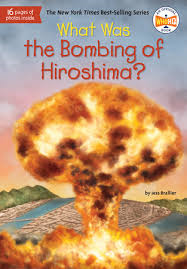 16 pages of
photos inside
The New York Times Best-Selling Series
WHOHQ
What Was
the Bombing of
Hiroshima?
by Jess Brallier